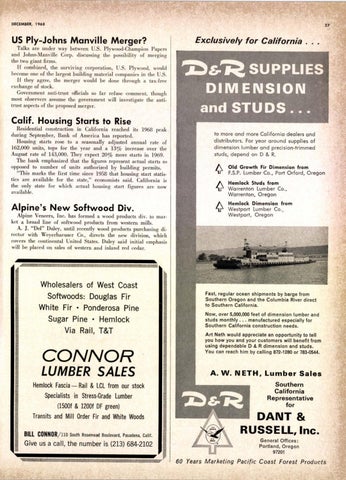 DECEMBER, 1968
27
US Ply-Johns Manville Merger?
Talks are under way between U.S. Plywood-Champion Papers
and Johns-Manville Corp. discussing the possibility of merging
the two giant firms.
If combined, the surviving corporation, U.S. Plywood, would
become one of the largest building material companies in the U.S.
If they agree, the merger would be done through a tax-free
exchange of stock.
Government anti-trust officials so far refuse comment, though
most observers assume the government will investigate the anti-
trust aspects of the proposed merger.
Calif. Housing Starts to Rise
Residential construction in California reached its 1968 peak
during September, Bank of America has reported.
Housing starts rose to a seasonally adjusted annual rate of
162,000 units, tops for the year and a 13% increase over the
August rate of 143,000. They expect 20% more starts in 1969.
The bank emphasized that the figures represent actual starts as
opposed to number of units authorized by building permits.
"This marks the first time since 1958 that housing start statis-
tics are available for the state," economists said. California is
the only state for which actual housing start figures are now
available.
Alpine's New Softwood Div.
Alpine Veneers, Inc. has formed a wood products div. to mar-
ket a broad line of softwood products from western mills.
A. J. "Del" Daley, until recently wood products purchasing di-
rector with Weyerhaeuser Co., directs the new division, which
covers the continental United States. Daley said initial emphasis
will be placed on sales of western and inland red cedar.
Wholesalers of West Coast
Softwoods: Douglas Fir
White Fir • Ponderosa Pine
Sugar Pine • Hemlock
Via Rail, T&T
CONNOR
LUMBER SALES
Hemlock Fascia — Rail & LCL from our stock
Specialists in Stress-Grade Lumber
(1500f & 1200f DF green)
Transits and Mill Order Fir and White Woods
BILL CONNOR/110 South Rosemead Boulevard, Pasadena, Calif.
Give us a call, the number is (213) 684-2102
Exclusively for California . . .
D&R SUPPLIES
DIMENSION
and STUDS . . .
to more and more California dealers and
distributors. For year around supplies of
dimension lumber and precision-trimmed
studs, depend on D & R.
Old Growth Fir Dimension from
F.S.P. Lumber Co., Port Orford, Oregon
Hemlock Studs from
Warrenton Lumber Co.,
Warrenton, Oregon
Hemlock Dimension from
Westport Lumber Co.,
Westport, Oregon
Fast, regular ocean shipments by barge from
Southern Oregon and the Columbia River direct
to Southern California.
Now, over 5,000,000 feet of dimension lumber and
studs monthly . . . manufactured especially for
Southern California construction needs.
Art Neth would appreciate an opportunity to tell
you how you and your customers will benefit from
using dependable D & R dimension and studs.
You can reach him by calling 872-1280 or 783-0544.
A. W. NETH, Lumber Sales
Southern
California
Representative
for
D&R
DANT &
RUSSELL, Inc.
General Offices:
Portland, Oregon
97201
60 Years Marketing Pacific Coast Forest Products